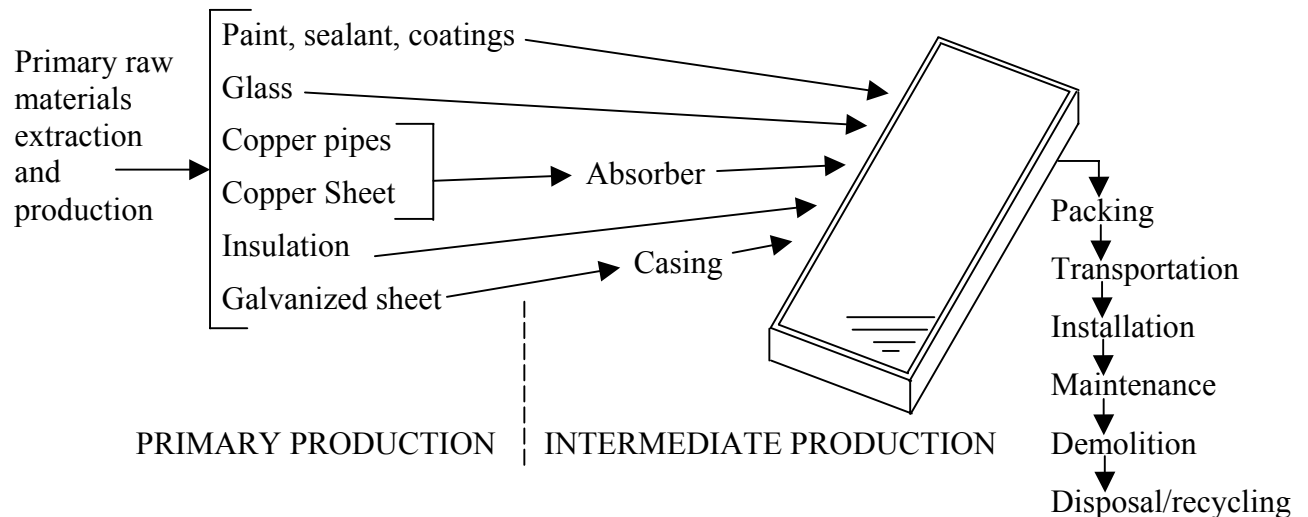 Primary raw
materials
extraction
and
production
Paint, sealant, coatings
Glass
Copper pipes
Copper Sheet
Insulation
Galvanized sheet
Absorber
Casing
Packing
Transportation
Installation
Maintenance
Demolition
Disposal/recycling
PRIMARY PRODUCTION
INTERMEDIATE PRODUCTION